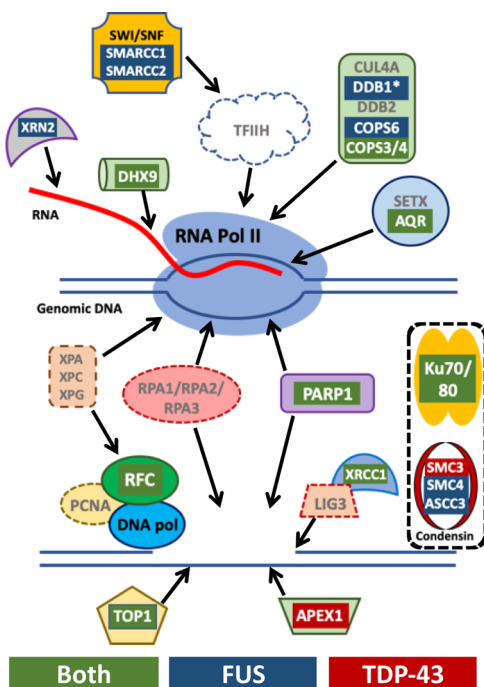 SWI/SNF
SMARCC1
SMARCC2
CUL4A
DDB1*
DDB2
COPS6
COPS3/4
TFIIH
XRN2
DHX9
SETX
AQR
RNA
RNA Pol II
Genomic DNA
XPA
XPC
XPG
RPA1/RPA2/
RPA3
PARP1
Ku70/
80
RFC
PCNA
DNA pol
XRCC1
LIG3
SMC3
SMC4
ASCC3
Condensin
TOP1
APEX1
Both
FUS
TDP-43